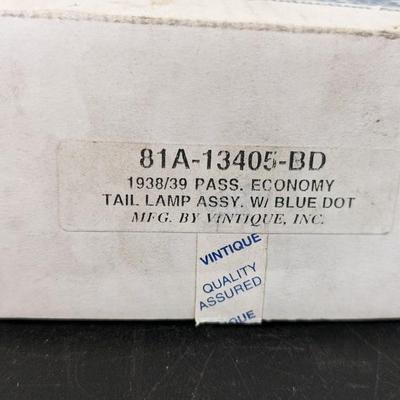 81A-13405-BD
1938/39 PASS. ECONOMY
TAIL LAMP ASSY. W/ BLUE DOT
MFG. BY VINTIQUE, INC.
VINTIQUE
QUALITY
ASSURED